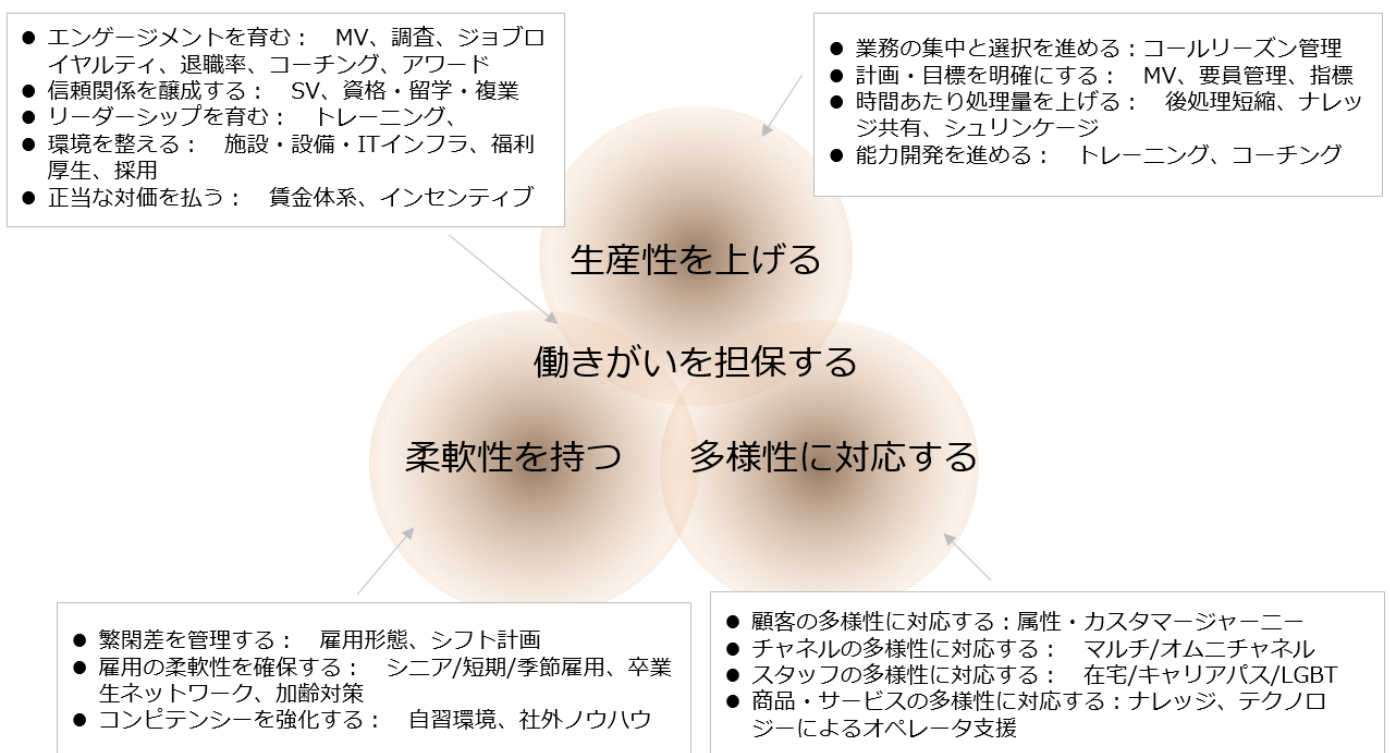 ● エンゲージメントを育む：　MV、調査、ジョブロ
イヤルティ、退職率、コーチング、アワード
● 信頼関係を醸成する：　SV、資格・留学・複業
● リーダーシップを育む：　トレーニング、
● 環境を整える：　施設・設備・ITインフラ、福利
厚生、採用
● 正当な対価を払う：　賃金体系、インセンティブ
● 業務の集中と選択を進める：コールリーズン管理
● 計画・目標を明確にする：　MV、要員管理、指標
● 時間あたり処理量を上げる：　後処理短縮、ナレッ
ジ共有、シュリンケージ
● 能力開発を進める：　トレーニング、コーチング
生産性を上げる
働きがいを担保する
柔軟性を持つ
多様性に対応する
● 繁閑差を管理する：　雇用形態、シフト計画
● 雇用の柔軟性を確保する：　シニア/短期/季節雇用、卒業
生ネットワーク、加齢対策
● コンピテンシーを強化する：　自習環境、社外ノウハウ
● 顧客の多様性に対応する：属性・カスタマージャーニー
● チャネルの多様性に対応する：　マルチ/オムニチャネル
● スタッフの多様性に対応する：　在宅/キャリアパス/LGBT
● 商品・サービスの多様性に対応する：ナレッジ、テクノロ
ジーによるオペレータ支援